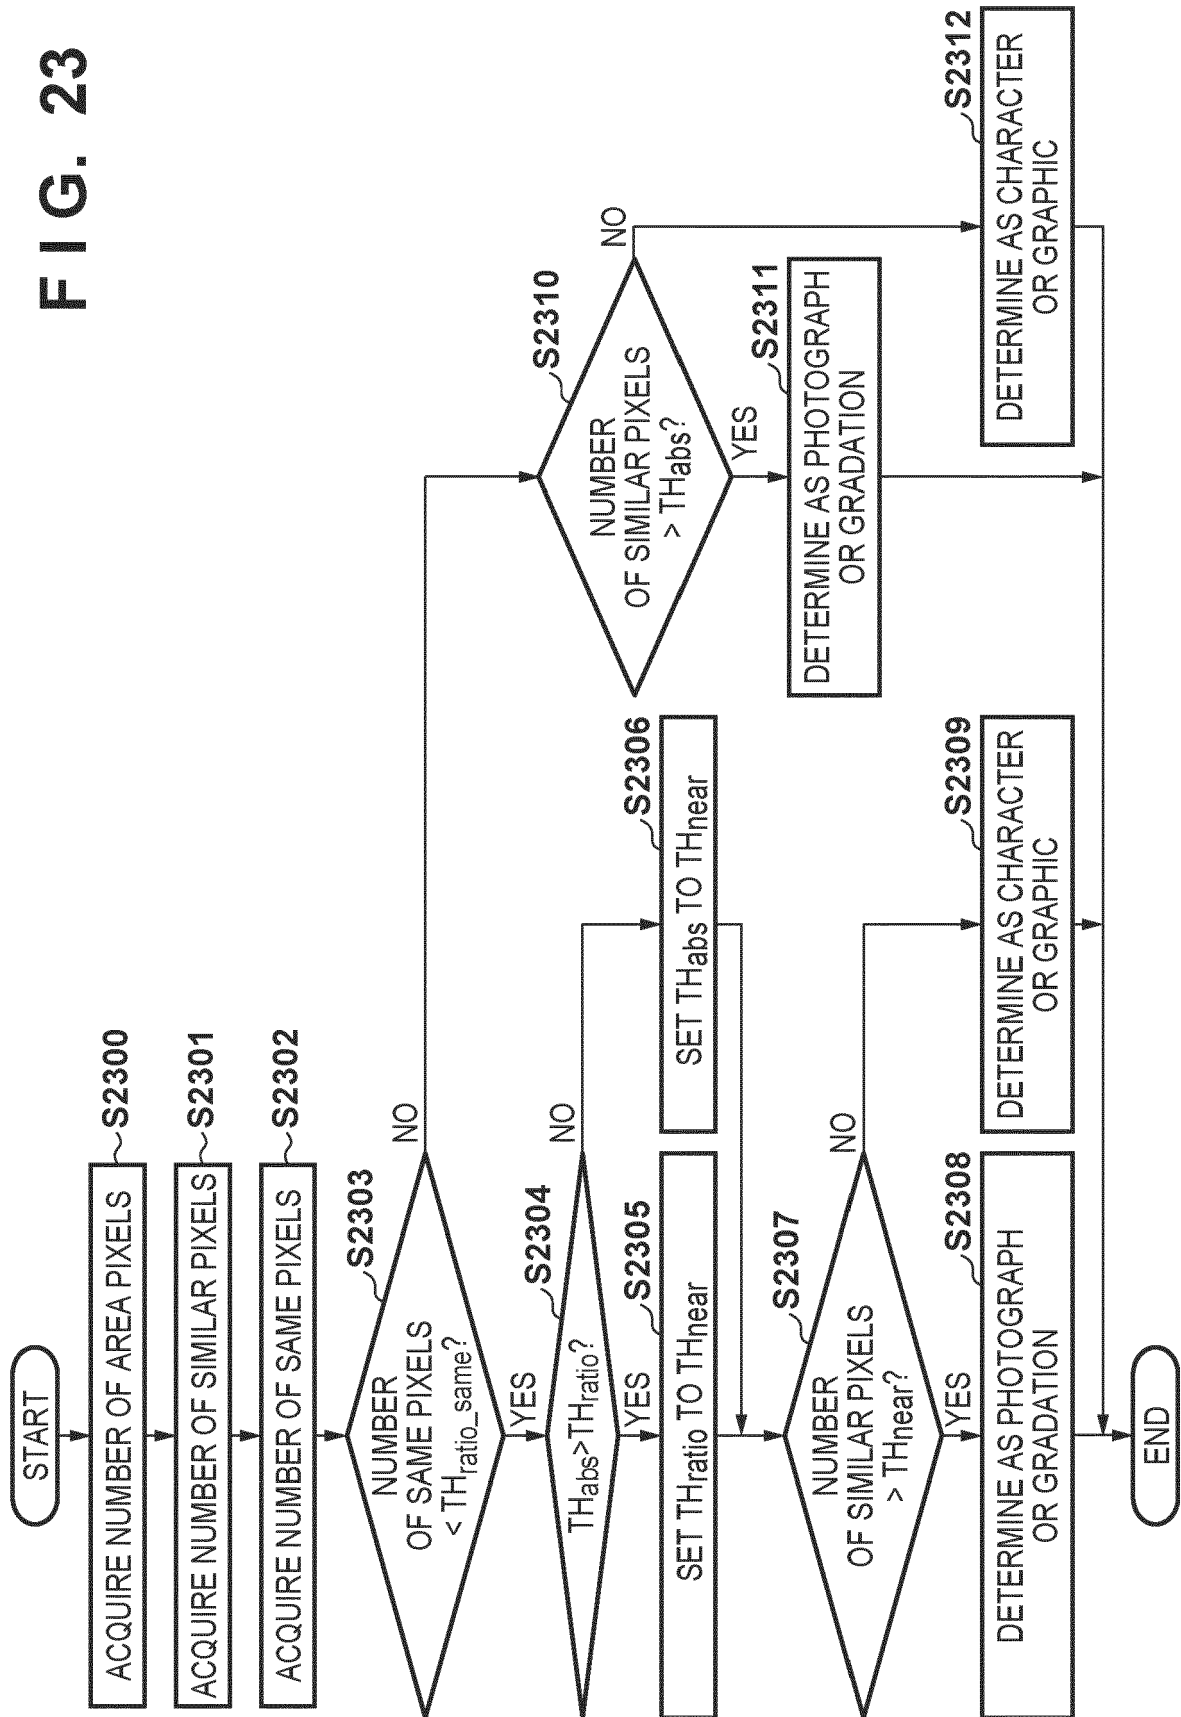 FIG. 23
START
S2300
ACQUIRE NUMBER OF AREA PIXELS
S2301
ACQUIRE NUMBER OF SIMILAR PIXELS
S2302
ACQUIRE NUMBER OF SAME PIXELS
S2303
NUMBER
OF SAME PIXELS
< THratio_same?
NO
YES
S2304
THabs>THratio?
NO
YES
S2305
SET THratio TO THnear
S2306
SET THabs TO THnear
S2307
NUMBER
OF SIMILAR PIXELS
> THnear?
NO
YES
S2308
DETERMINE AS PHOTOGRAPH
OR GRADATION
S2309
DETERMINE AS CHARACTER
OR GRAPHIC
S2310
NUMBER
OF SIMILAR PIXELS
> THabs?
NO
YES
S2311
DETERMINE AS PHOTOGRAPH
OR GRADATION
S2312
DETERMINE AS CHARACTER
OR GRAPHIC
END